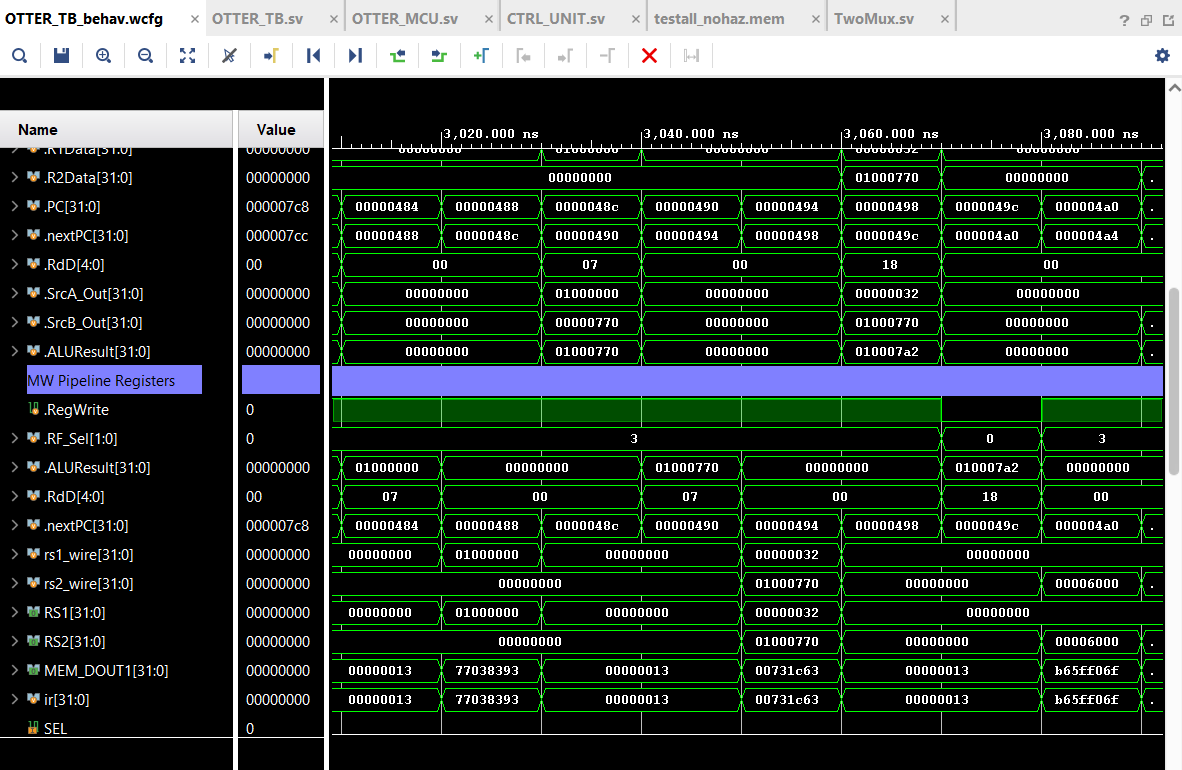 OTTER_TB_behav.wcfg × OTTER_TB.sv × OTTER_MCU.sv × CTRL_UNIT.sv × testall_nohaz.mem × TwoMux.sv ×
Name Value
3,020.000 ns 3,040.000 ns 3,060.000 ns 3,080.000 ns
.R1Data[31:0] 00000000 00000000 01000000 00000000 00000032 00000000
.R2Data[31:0] 00000000 00000000 01000770 00000000 .
.PC[31:0] 000007c8 00000484 00000488 0000048c 00000490 00000494 00000498 0000049c 000004a0 .
.nextPC[31:0] 000007cc 00000488 0000048c 00000490 00000494 00000498 0000049c 000004a0 000004a4 .
.RdD[4:0] 00 00 07 00 18 00
.SrcA_Out[31:0] 00000000 00000000 01000000 00000000 00000032 00000000
.SrcB_Out[31:0] 00000000 00000000 00000770 00000000 01000770 00000000 .
.ALUResult[31:0] 00000000 00000000 01000770 00000000 010007a2 00000000 .
MW Pipeline Registers
.RegWrite 0
.RF_Sel[1:0] 0 3 0 3
.ALUResult[31:0] 00000000 01000000 00000000 01000770 00000000 010007a2 00000000
.RdD[4:0] 00 07 00 07 00 18 00
.nextPC[31:0] 000007c8 00000484 00000488 0000048c 00000490 00000494 00000498 0000049c 000004a0 .
rs1_wire[31:0] 00000000 00000000 01000000 00000000 00000032 00000000
rs2_wire[31:0] 00000000 00000000 01000770 00000000 00006000 .
RS1[31:0] 00000000 00000000 01000000 00000000 00000032 00000000
RS2[31:0] 00000000 00000000 01000770 00000000 00006000 .
MEM_DOUT1[31:0] 00000000 00000013 77038393 00000013 00731c63 00000013 b65ff06f .
ir[31:0] 00000000 00000013 77038393 00000013 00731c63 00000013 b65ff06f .
SEL 0